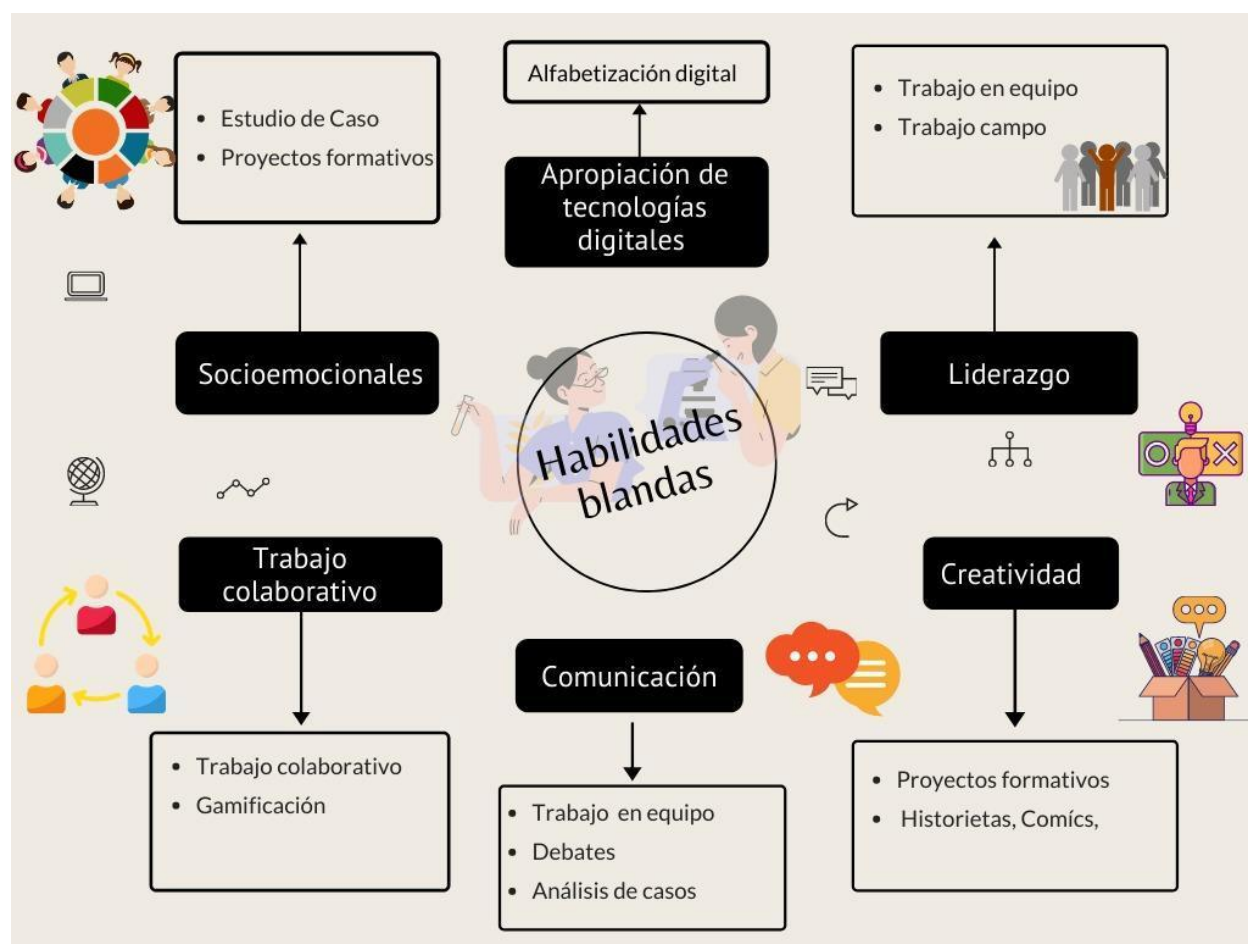 • Estudio de Caso
• Proyectos formativos
Alfabetización digital
• Trabajo en equipo
• Trabajo campo
Apropiación de
tecnologías
digitales
Socioemocionales
Liderazgo
Habilidades
blandas
Trabajo
colaborativo
Creatividad
Comunicación
• Trabajo colaborativo
• Gamificación
• Trabajo en equipo
• Debates
• Análisis de casos
• Proyectos formativos
• Historietas, Comícs,